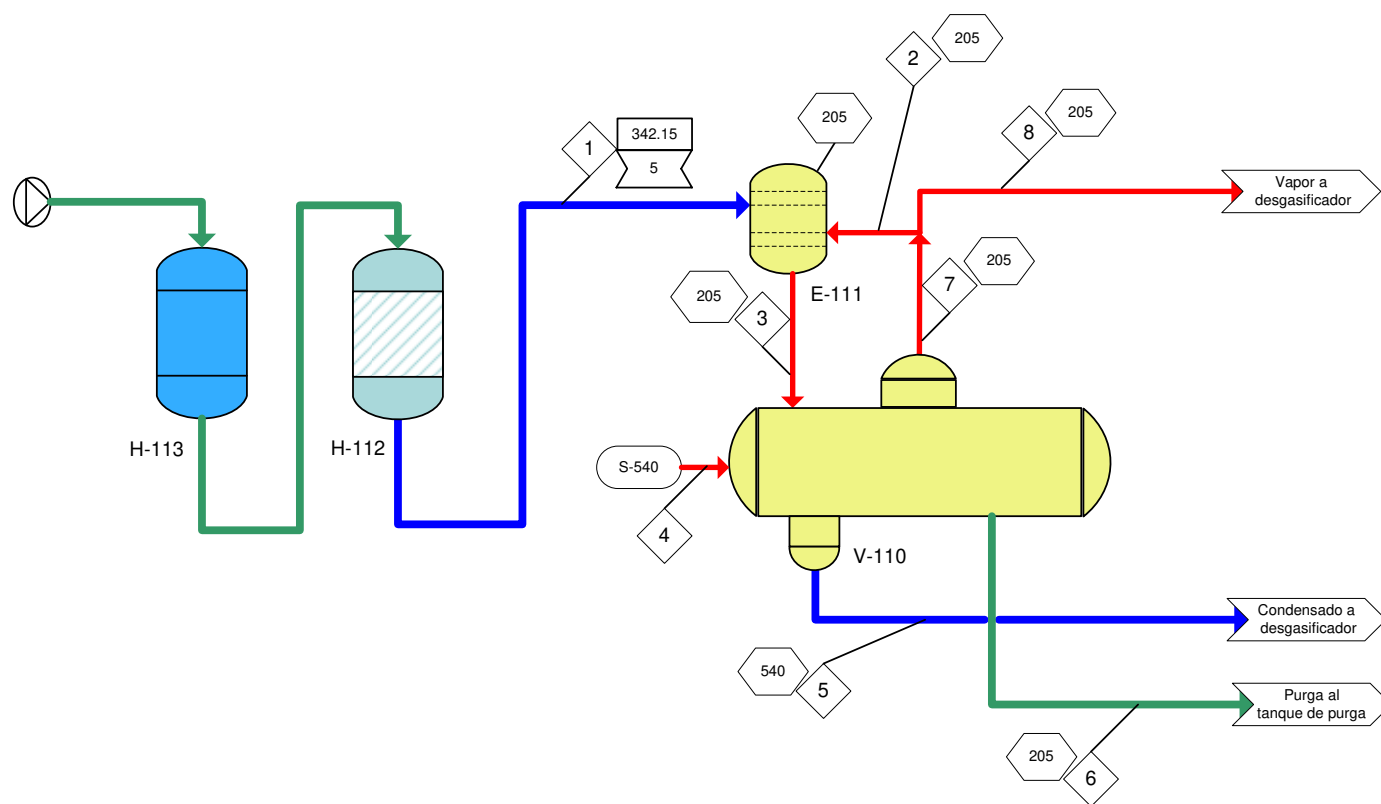 2
205
205
1
342.15
5
8
205
Vapor a
desgasificador
205
3
E-111
7
205
H-113
H-112
S-540
4
V-110
Condensado a
desgasificador
540
5
Purga al
tanque de purga
205
6